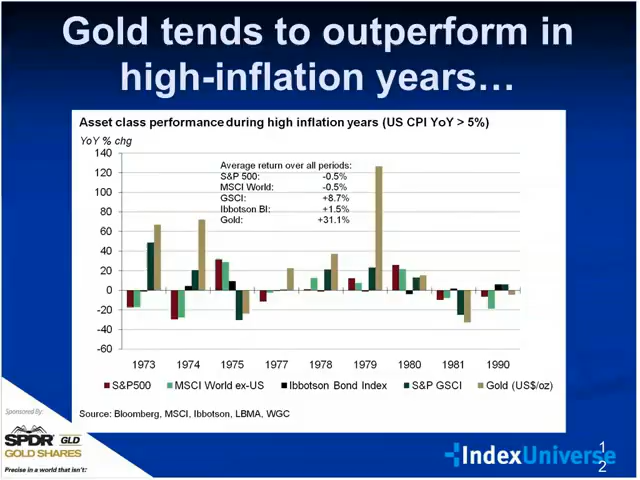 Gold tends to outperform in
high-inflation years…
Asset class performance during high inflation years (US CPI YoY > 5%)
YoY % chg
140
120
100
80
60
40
20
0
-20
-40
-60
Average return over all periods:
S&P 500: -0.5%
MSCI World: -0.5%
GSCI: +8.7%
Ibbotson BI: +1.5%
Gold: +31.1%
1973 1974 1975 1977 1978 1979 1980 1981 1990
S&P500 MSCI World ex-US Ibbotson Bond Index S&P GSCI Gold (US$/oz)
Source: Bloomberg, MSCI, Ibbotson, LBMA, WGC
Sponsored By:
SPDR GLD
GOLD SHARES
Precise in a world that isn't:
IndexUniverse
1
2